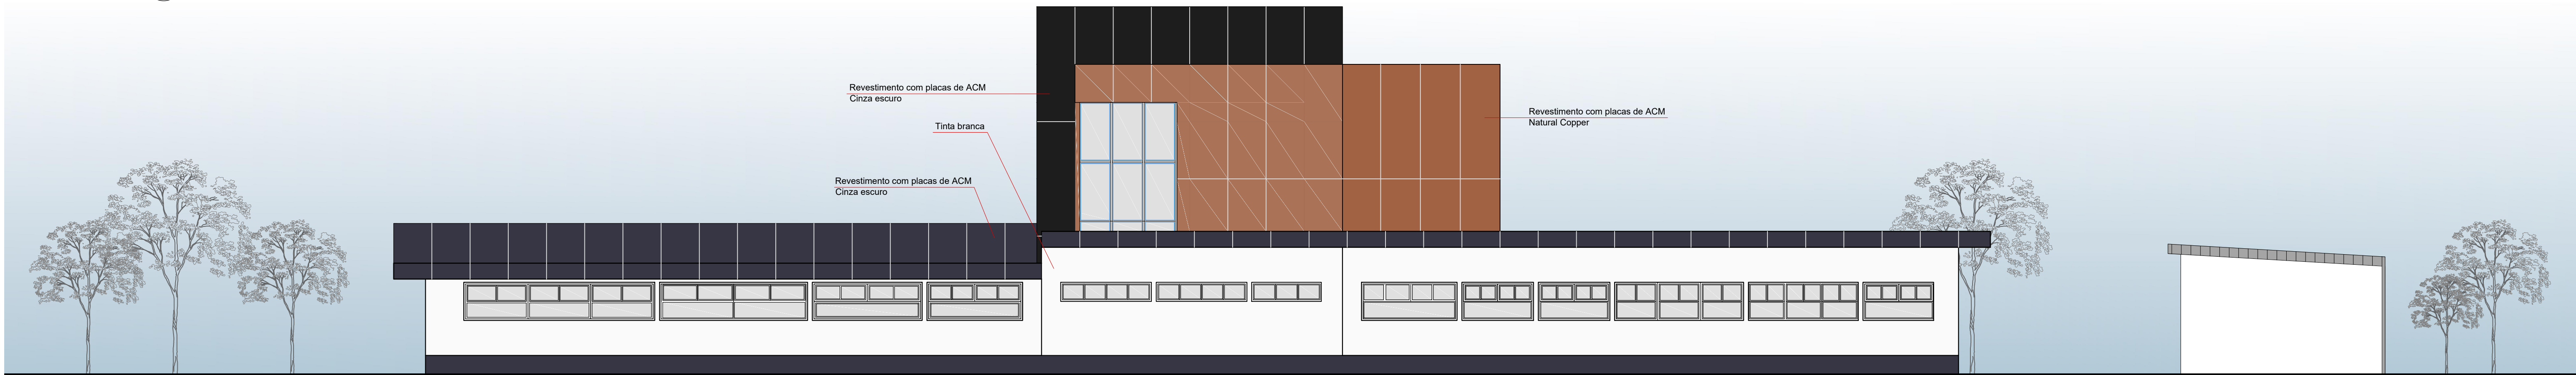 Revestimento com placas de ACM
Cinza escuro
Revestimento com placas de ACM
Natural Copper
Tinta branca
Revestimento com placas de ACM
Cinza escuro